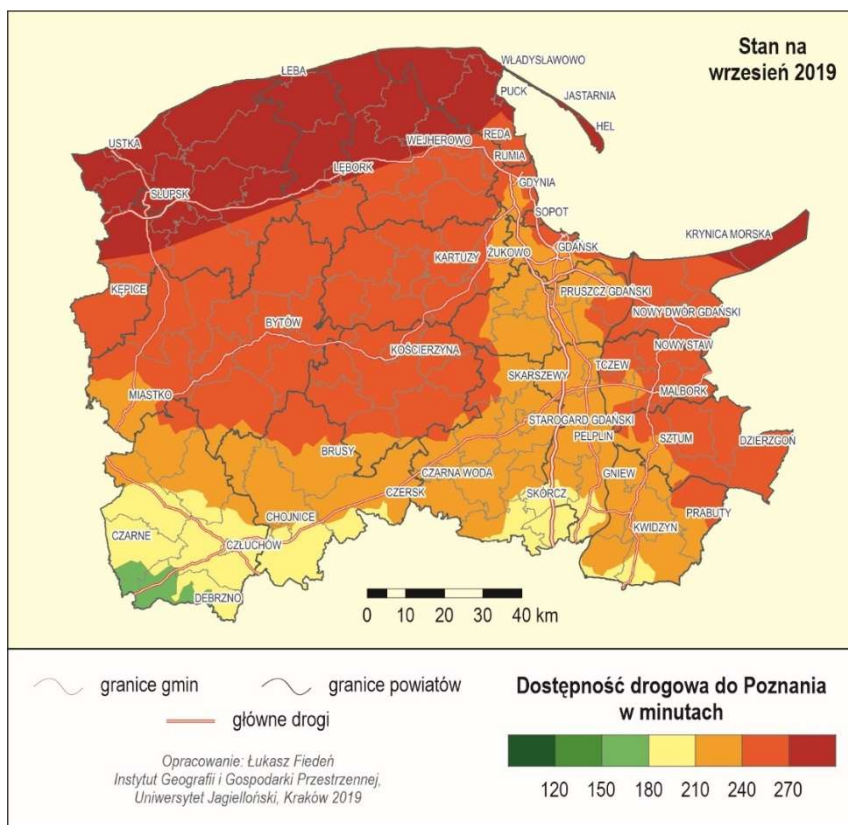 Stan na
wrzesień 2019
WŁADYSŁAWOWO
ŁEBA
PUCK
JASTARNIA
HEL
USTKA
WEJHEROWO
REDA
RUMIA
LĘBORK
GDYNIA
SŁUPSK
SOPOT
KRYNICA MORSKA
KARTUZY
ŻUKOWO
GDAŃSK
KĘPICE
PRUSZCZ GDAŃSKI
NOWY DWÓR GDAŃSKI
BYTÓW
KOŚCIERZYNA
NOWY STAW
SKARSZEWY
TCZEW
MIASTKO
MALBORK
STAROGARD GDAŃSKI
BRUSY
PELPLIN
SZTUM
DZIERZGOŃ
CZARNA WODA
GNIEW
CZERSK
SKÓRCZ
PRABUTY
CHOJNICE
KWIDZYN
CZARNE
CZŁUCHÓW
DEBRZNO
0 10 20 30 40 km
granice gmin
granice powiatów
główne drogi
Opracowanie: Łukasz Fiedeń
Instytut Geografii i Gospodarki Przestrzennej,
Uniwersytet Jagielloński, Kraków 2019
Dostępność drogowa do Poznania
w minutach
120 150 180 210 240 270